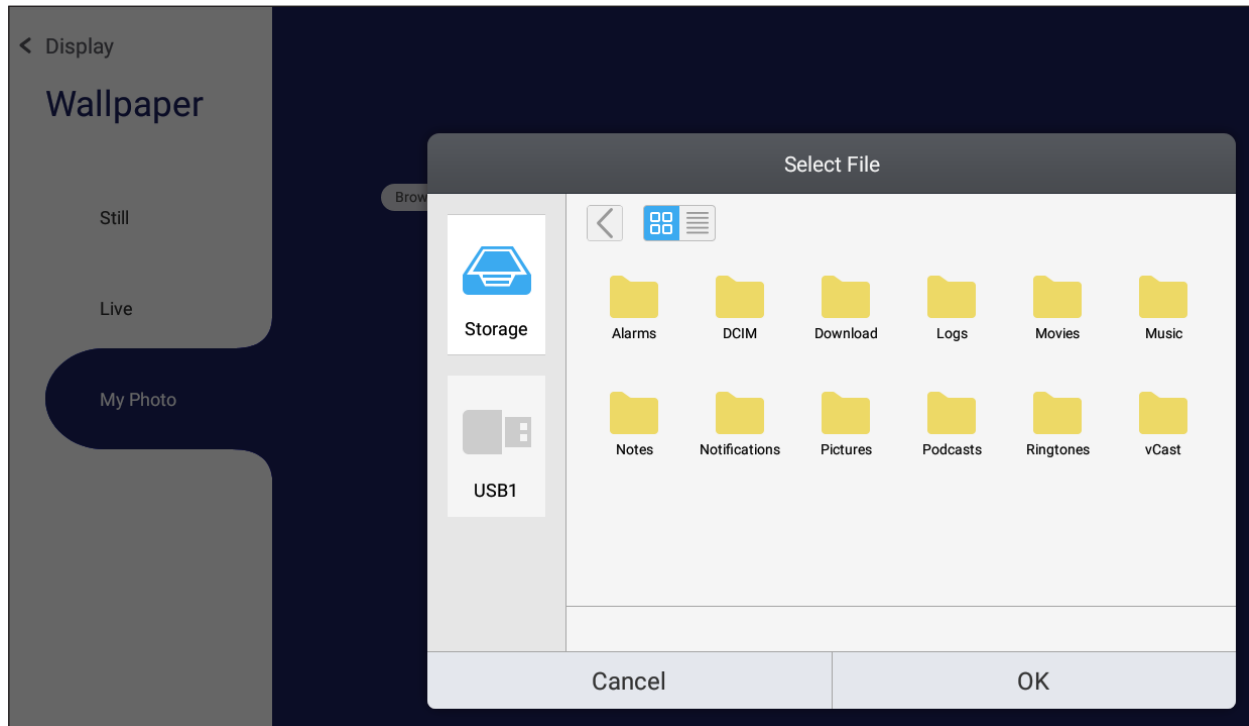 Display
Wallpaper
Still
Live
My Photo
Brow
Select File
Storage
USB1
Alarms DCIM Download Logs Movies Music
Notes Notifications Pictures Podcasts Ringtones vCast
Cancel OK